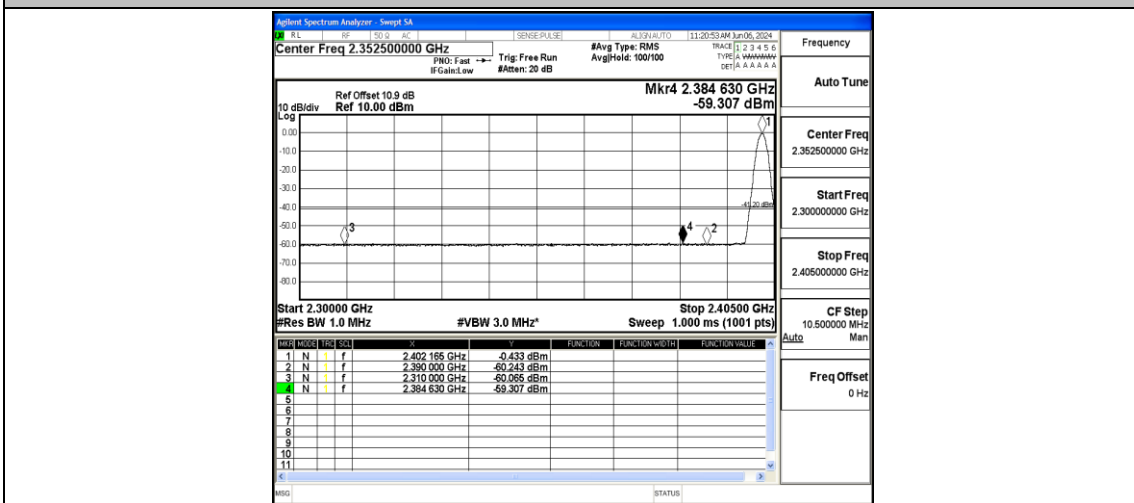 Agilent Spectrum Analyzer - Swept SA
RL RF 50 Ω AC SENSE:PULSE ALIGN AUTO 11:20:53 AM Jun 06, 2024
Center Freq 2.352500000 GHz
PNO: Fast
IFGain:Low
Trig: Free Run
#Atten: 20 dB
#Avg Type: RMS
Avg|Hold: 100/100
TRACE 1 2 3 4 5 6
TYPE A WWWWW
DET A A A A A A
Mkr4 2.384 630 GHz
-59.307 dBm
Ref Offset 10.9 dB
10 dB/div Ref 10.00 dBm
Log
0.00
-10.0
-20.0
-30.0
-40.0
-50.0
-60.0
-70.0
-80.0
1
-41.20 dBm
3
4
2
Start 2.30000 GHz Stop 2.40500 GHz
#Res BW 1.0 MHz #VBW 3.0 MHz* Sweep 1.000 ms (1001 pts)
MKR MODE TRC SCL X Y FUNCTION FUNCTION WIDTH FUNCTION VALUE
1 N 1 f 2.402 165 GHz -0.433 dBm
2 N 1 f 2.390 000 GHz -60.243 dBm
3 N 1 f 2.310 000 GHz -60.065 dBm
4 N 1 f 2.384 630 GHz -59.307 dBm
5
6
7
8
9
10
11
MSG STATUS
Frequency
Auto Tune
Center Freq
2.352500000 GHz
Start Freq
2.300000000 GHz
Stop Freq
2.405000000 GHz
CF Step
10.500000 MHz
Auto Man
Freq Offset
0 Hz